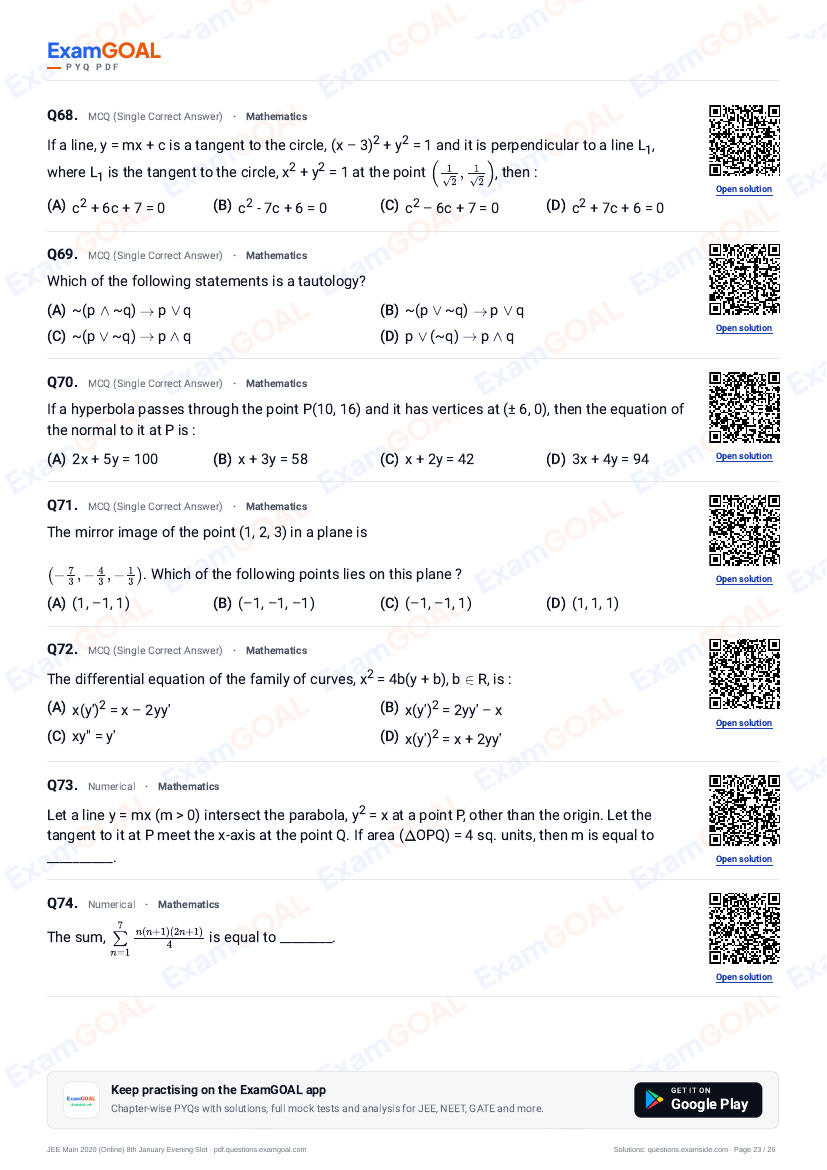 ExamGOAL
PYQ PDF
Q68. MCQ (Single Correct Answer) · Mathematics
If a line, y = mx + c is a tangent to the circle, (x − 3)² + y² = 1 and it is perpendicular to a line L₁,
where L₁ is the tangent to the circle, x² + y² = 1 at the point (1/√2, 1/√2), then :
(A) c² + 6c + 7 = 0 (B) c² - 7c + 6 = 0 (C) c² − 6c + 7 = 0 (D) c² + 7c + 6 = 0
Open solution
Q69. MCQ (Single Correct Answer) · Mathematics
Which of the following statements is a tautology?
(A) ~(p ∧ ~q) → p ∨ q (B) ~(p ∨ ~q) → p ∨ q
(C) ~(p ∨ ~q) → p ∧ q (D) p ∨ (~q) → p ∧ q
Open solution
Q70. MCQ (Single Correct Answer) · Mathematics
If a hyperbola passes through the point P(10, 16) and it has vertices at (± 6, 0), then the equation of
the normal to it at P is :
(A) 2x + 5y = 100 (B) x + 3y = 58 (C) x + 2y = 42 (D) 3x + 4y = 94
Open solution
Q71. MCQ (Single Correct Answer) · Mathematics
The mirror image of the point (1, 2, 3) in a plane is
(−7/3, −4/3, −1/3). Which of the following points lies on this plane ?
(A) (1, −1, 1) (B) (−1, −1, −1) (C) (−1, −1, 1) (D) (1, 1, 1)
Open solution
Q72. MCQ (Single Correct Answer) · Mathematics
The differential equation of the family of curves, x² = 4b(y + b), b ∈ R, is :
(A) x(y')² = x − 2yy' (B) x(y')² = 2yy' − x
(C) xy" = y' (D) x(y')² = x + 2yy'
Open solution
Q73. Numerical · Mathematics
Let a line y = mx (m > 0) intersect the parabola, y² = x at a point P, other than the origin. Let the
tangent to it at P meet the x-axis at the point Q. If area (ΔOPQ) = 4 sq. units, then m is equal to
__________.
Open solution
Q74. Numerical · Mathematics
The sum, ∑_{n=1}^{7} n(n+1)(2n+1)/4 is equal to ________.
Open solution
ExamGOAL
Keep practising on the ExamGOAL app
Chapter-wise PYQs with solutions, full mock tests and analysis for JEE, NEET, GATE and more.
GET IT ON
Google Play
JEE Main 2020 (Online) 8th January Evening Slot · pdf.questions.examgoal.com
Solutions: questions.examside.com · Page 23 / 26